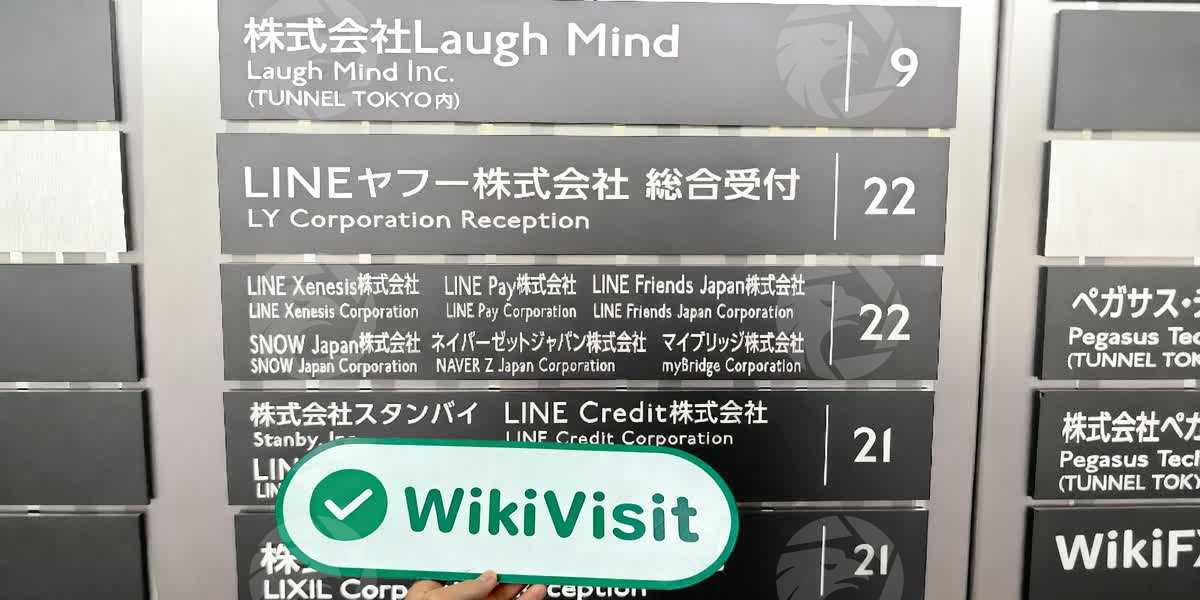 株式会社Laugh Mind
Laugh Mind Inc.
(TUNNEL TOKYO内)
9
LINEヤフー株式会社 総合受付
LY Corporation Reception
22
LINE Xenesis株式会社 LINE Pay株式会社 LINE Friends Japan株式会社
LINE Xenesis Corporation LINE Pay Corporation LINE Friends Japan Corporation
SNOW Japan株式会社 ネイバーゼットジャパン株式会社 マイブリッジ株式会社
SNOW Japan Corporation NAVER Z Japan Corporation myBridge Corporation
22
株式会社スタンバイ LINE Credit株式会社
Stanby, LINE Credit Corporation
21
WikiVisit
株
LIXIL
21
ペガサス・
Pegasus
(TUNNEL
株式会社
Pegasus
(TUNNEL